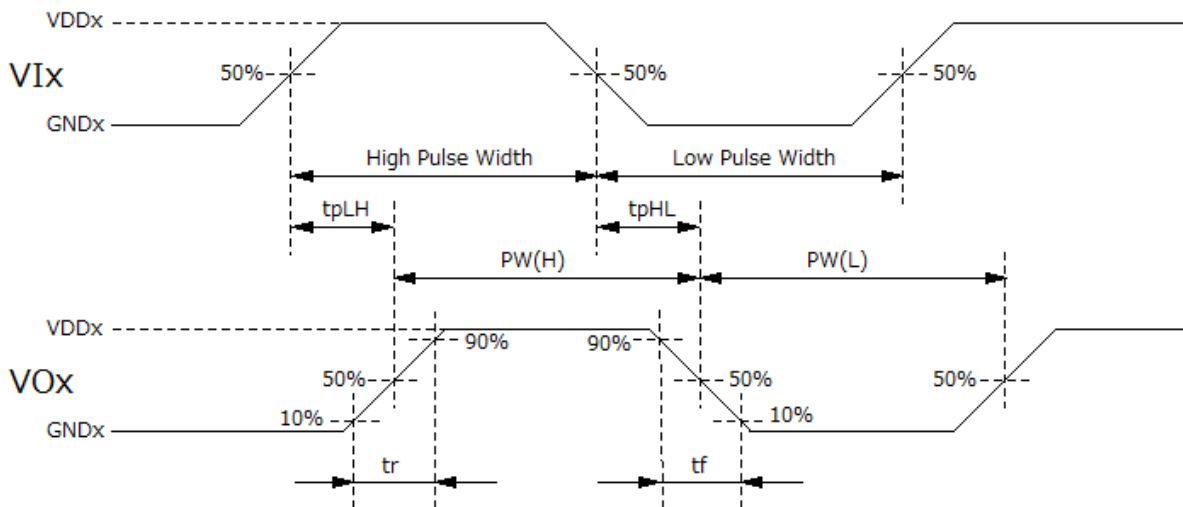 VDDx
VIx
50%
50%
50%
GNDx
High Pulse Width
Low Pulse Width
tpLH
tpHL
PW(H)
PW(L)
VDDx
90%
90%
VOx
50%
50%
50%
10%
10%
GNDx
tr
tf